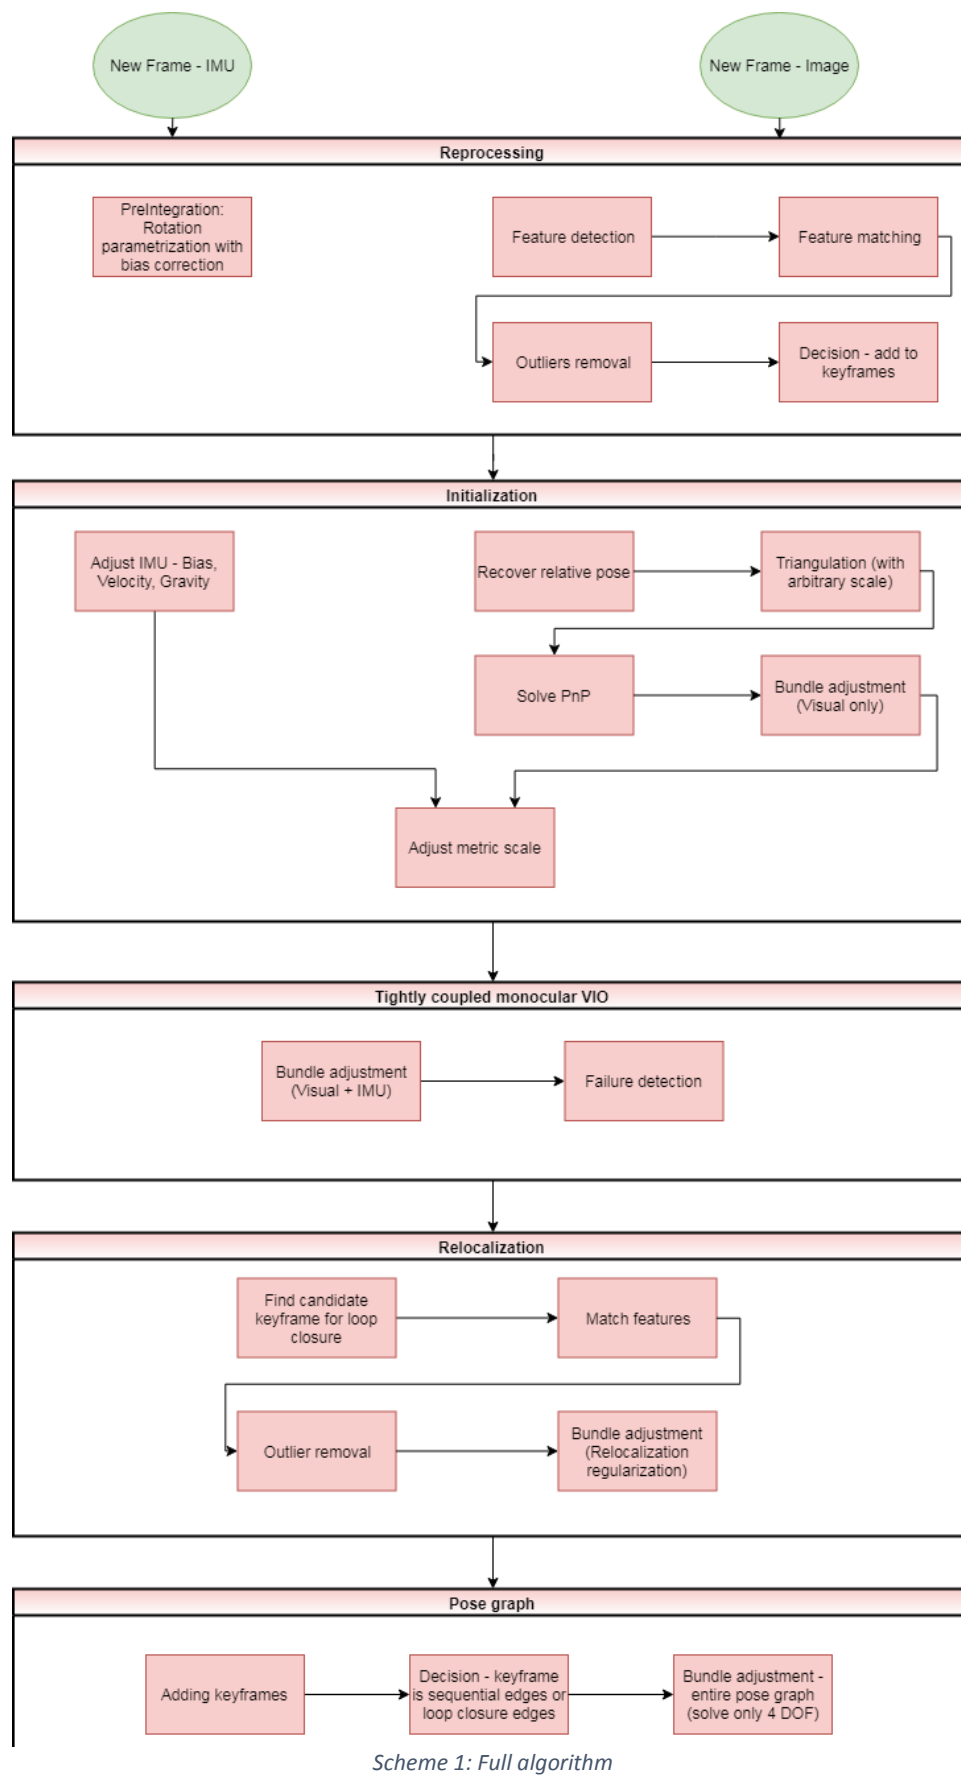 New Frame - IMU
New Frame - Image
Reprocessing
PreIntegration:
Rotation
parametrization with
bias correction
Feature detection
Feature matching
Outliers removal
Decision - add to
keyframes
Initialization
Adjust IMU - Bias,
Velocity, Gravity
Recover relative pose
Triangulation (with
arbitrary scale)
Solve PnP
Bundle adjustment
(Visual only)
Adjust metric scale
Tightly coupled monocular VIO
Bundle adjustment
(Visual + IMU)
Failure detection
Relocalization
Find candidate
keyframe for loop
closure
Match features
Outlier removal
Bundle adjustment
(Relocalization
regularization)
Pose graph
Adding keyframes
Decision - keyframe
is sequential edges or
loop closure edges
Bundle adjustment -
entire pose graph
(solve only 4 DOF)
Scheme 1: Full algorithm